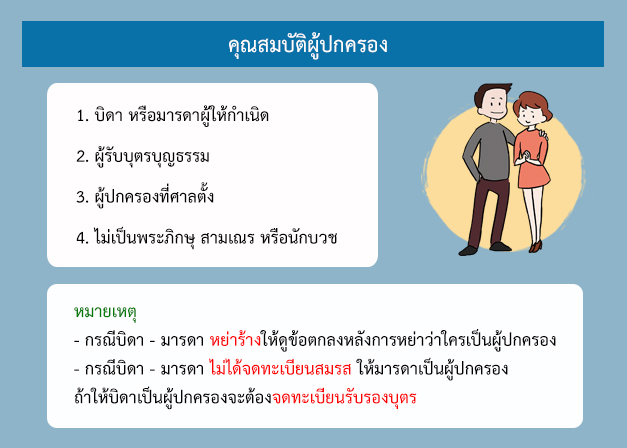 คุณสมบัติผู้ปกครอง
1. บิดา หรือมารดาผู้ให้กำเนิด
2. ผู้รับบุตรบุญธรรม
3. ผู้ปกครองที่ศาลตั้ง
4. ไม่เป็นพระภิกษุ สามเณร หรือนักบวช
หมายเหตุ
- กรณีบิดา - มารดา หย่าร้างให้ดูข้อตกลงหลังการหย่าว่าใครเป็นผู้ปกครอง
- กรณีบิดา - มารดา ไม่ได้จดทะเบียนสมรส ให้มารดาเป็นผู้ปกครอง
ถ้าให้บิดาเป็นผู้ปกครองจะต้องจดทะเบียนรับรองบุตร